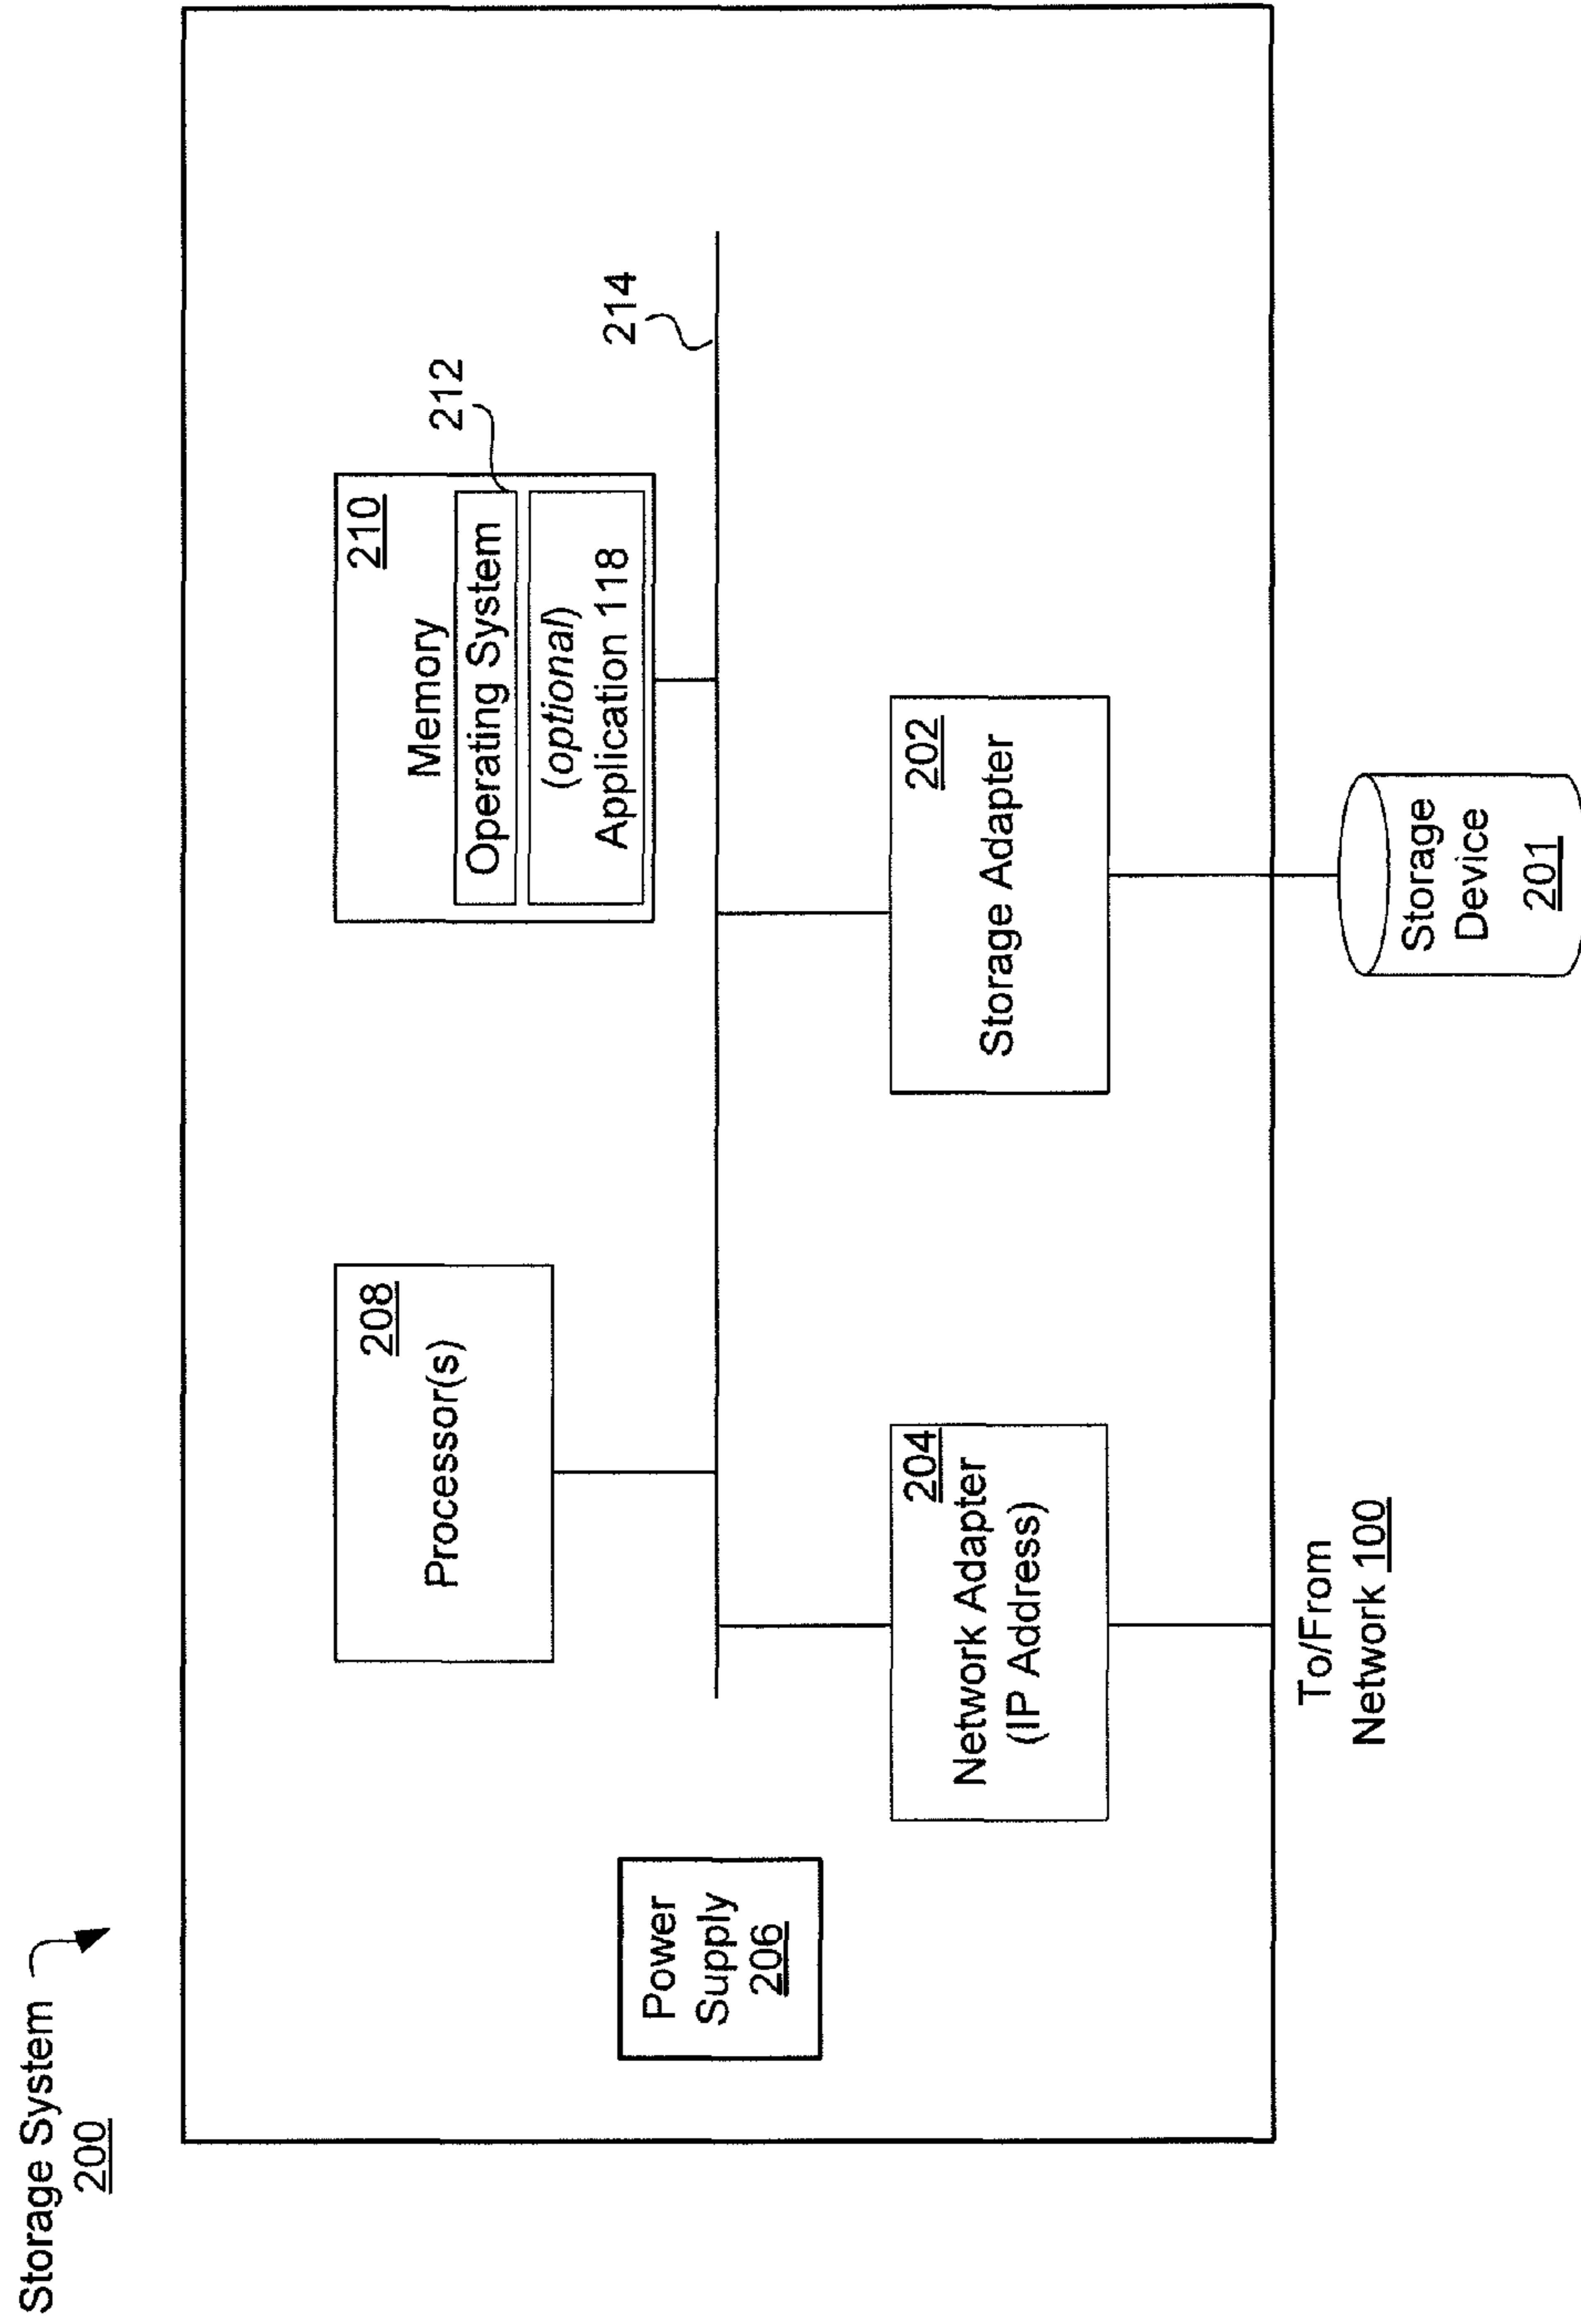 Storage System
200
Processor(s)
208
210
Memory
Operating System
212
(optional)
Application 118
214
Power
Supply
206
204
Network Adapter
(IP Address)
202
Storage Adapter
To/From
Network 100
Storage
Device
201